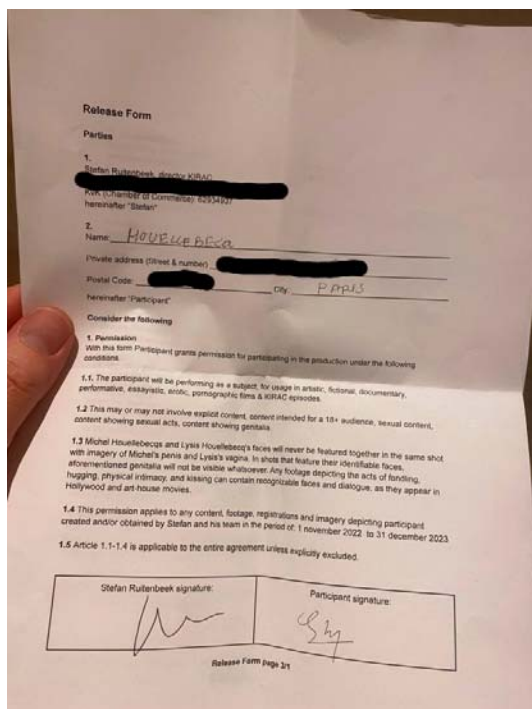 Release Form
Parties
1.
Stefan Ruitenbeek, director KIRAC
KvK (Chamber of Commerce): 62934937
hereinafter "Stefan"
2.
Name: HOUELLEBECQ
Private address (Street & number)
Postal Code: City: PARIS
hereinafter "Participant"
Consider the following
1. Permission
With this form Participant grants permission for participating in the production under the following
conditions.
1.1. The participant will be performing as a subject, for usage in artistic, fictional, documentary,
performative, essayistic, erotic, pornographic films & KIRAC episodes.
1.2 This may or may not involve explicit content, content intended for a 18+ audience, sexual content,
content showing sexual acts, content showing genitalia.
1.3 Michel Houellebecqs and Lysis Houellebecq's faces will never be featured together in the same shot
with imagery of Michel's penis and Lysis's vagina. In shots that feature their identifiable faces,
aforementioned genitalia will not be visible whatsoever. Any footage depicting the acts of fondling,
hugging, physical intimacy, and kissing can contain recognizable faces and dialogue, as they appear in
Hollywood and art-house movies.
1.4 This permission applies to any content, footage, registrations and imagery depicting participant
created and/or obtained by Stefan and his team in the period of: 1 november 2022 to 31 december 2023
1.5 Article 1.1-1.4 is applicable to the entire agreement unless explicitly excluded.
Stefan Ruitenbeek signature: Participant signature:
Release Form page 2/1